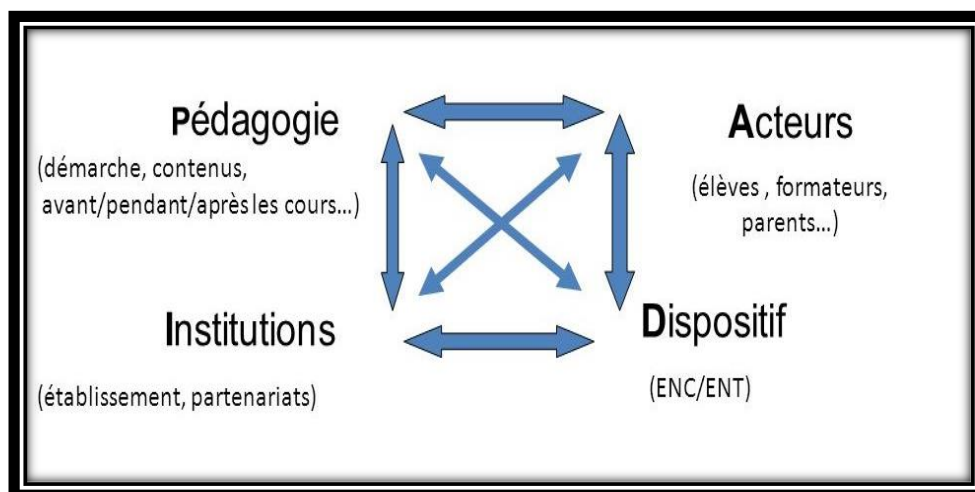 Pédagogie
(démarche, contenus,
avant/pendant/après les cours...)
Acteurs
(élèves , formateurs,
parents...)
Institutions
(établissement, partenariats)
Dispositif
(ENC/ENT)